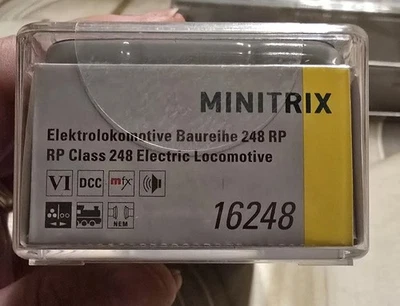 MINITRIX
Elektrolokomotive Baureihe 248 RP
RP Class 248 Electric Locomotive
VI DCC mfx
NEM 16248